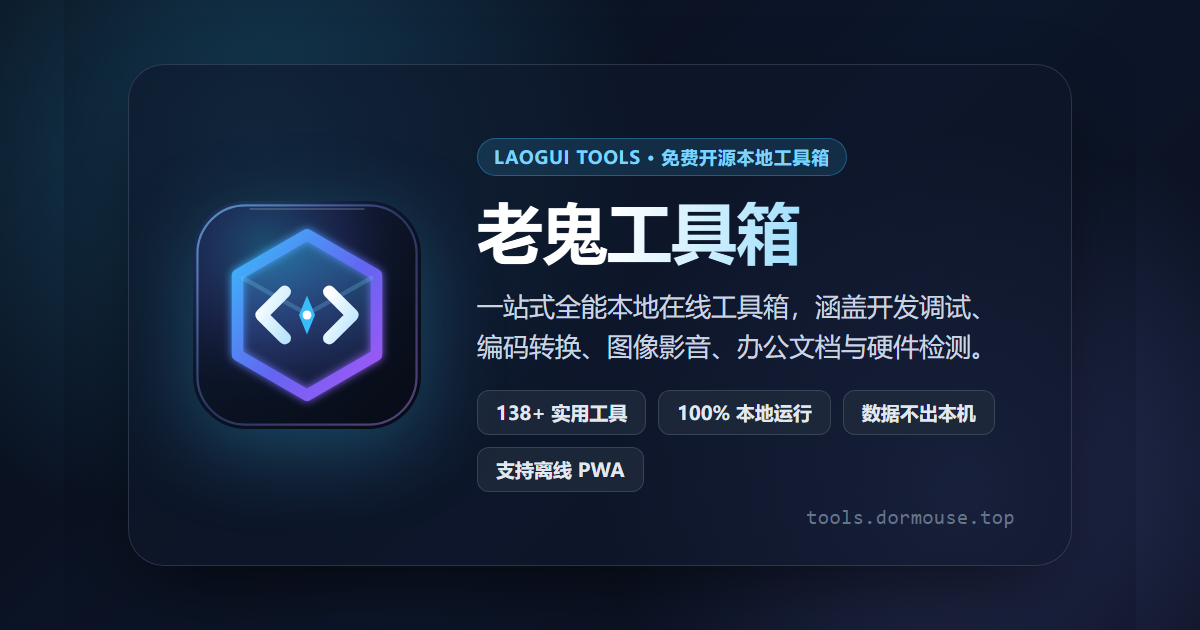 LAOGUI TOOLS • 免费开源本地工具箱
老鬼工具箱
一站式全能本地在线工具箱，涵盖开发调试、
编码转换、图像影音、办公文档与硬件检测。
138+ 实用工具
100% 本地运行
数据不出本机
支持离线 PWA
tools.dormouse.top